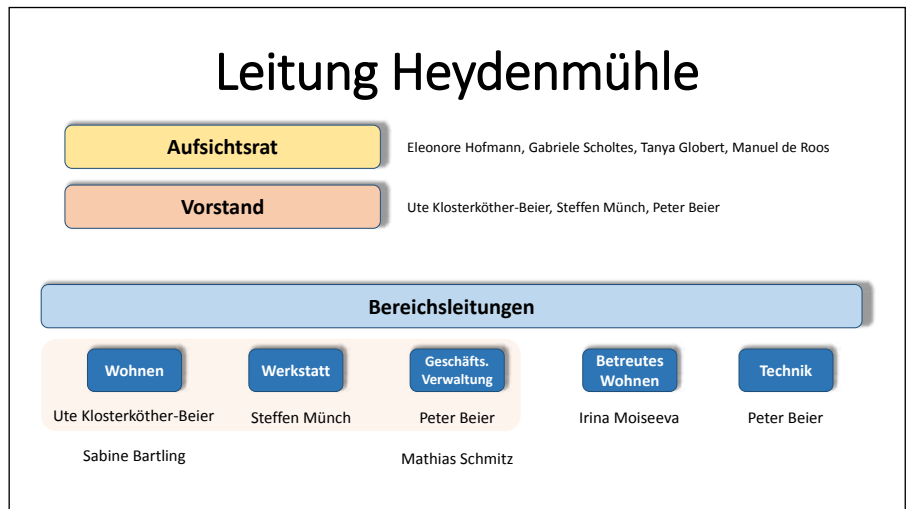 Leitung Heydenmühle
Aufsichtsrat
Eleonore Hofmann, Gabriele Scholtes, Tanya Globert, Manuel de Roos
Vorstand
Ute Klosterköther-Beier, Steffen Münch, Peter Beier
Bereichsleitungen
Wohnen
Werkstatt
Geschäfts.
Verwaltung
Betreutes
Wohnen
Technik
Ute Klosterköther-Beier
Steffen Münch
Peter Beier
Irina Moiseeva
Peter Beier
Sabine Bartling
Mathias Schmitz